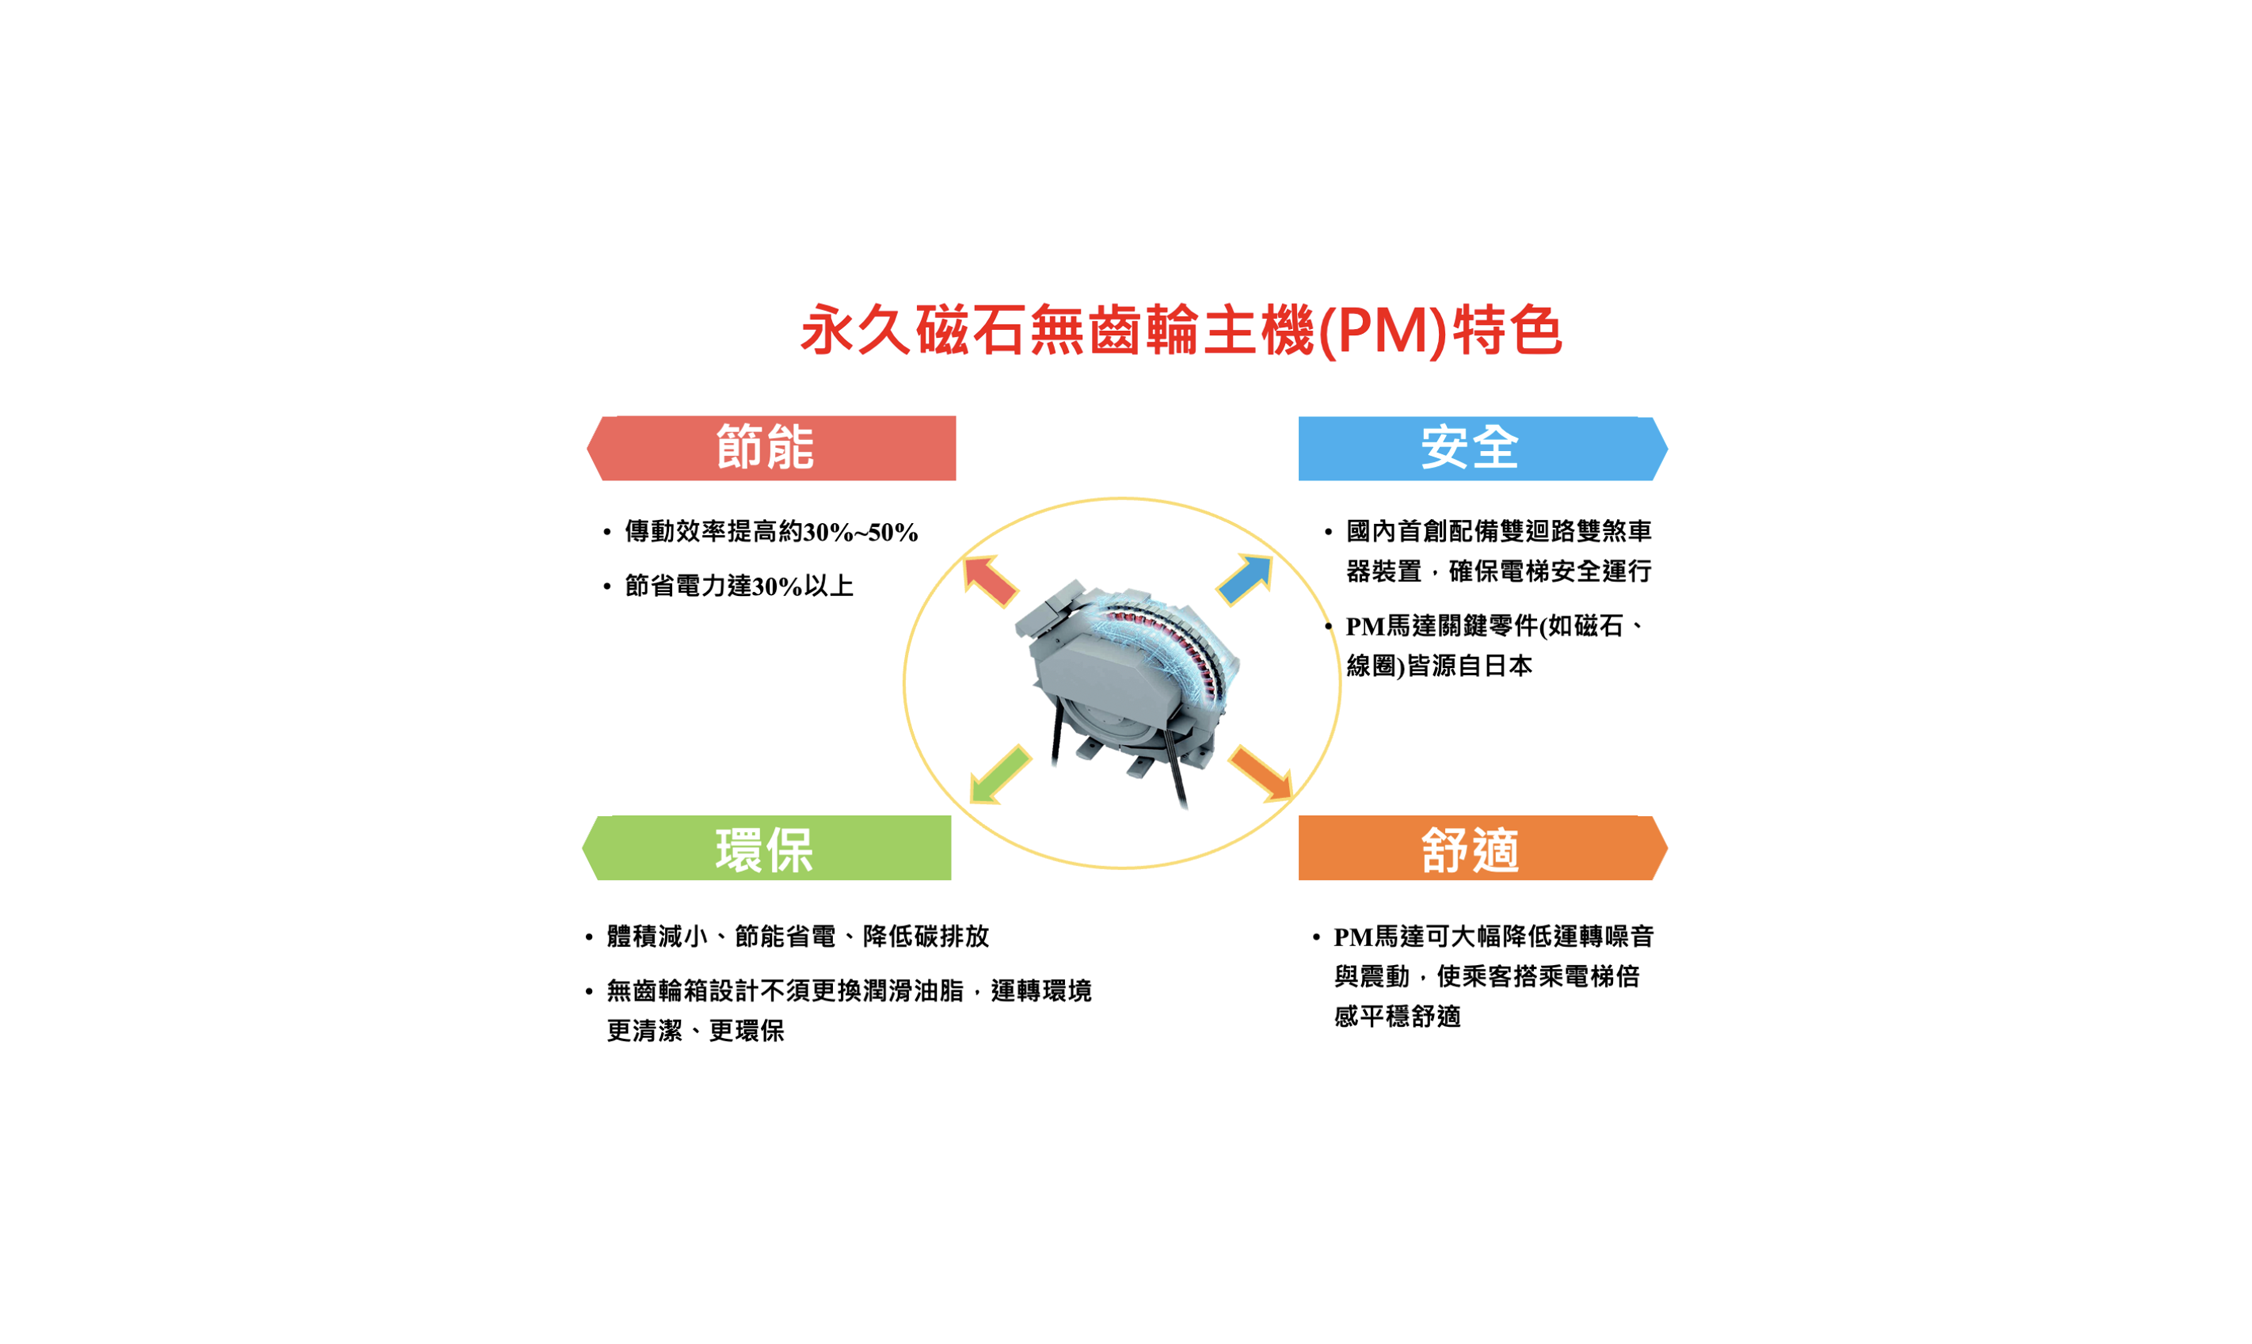 永久磁石無齒輪主機(PM)特色
節能
• 傳動效率提高約30%~50%
• 節省電力達30%以上
安全
• 國內首創配備雙迴路雙煞車
器裝置，確保電梯安全運行
• PM馬達關鍵零件(如磁石、
線圈)皆源自日本
環保
• 體積減小、節能省電、降低碳排放
• 無齒輪箱設計不須更換潤滑油脂，運轉環境
更清潔、更環保
舒適
• PM馬達可大幅降低運轉噪音
與震動，使乘客搭乘電梯倍
感平穩舒適